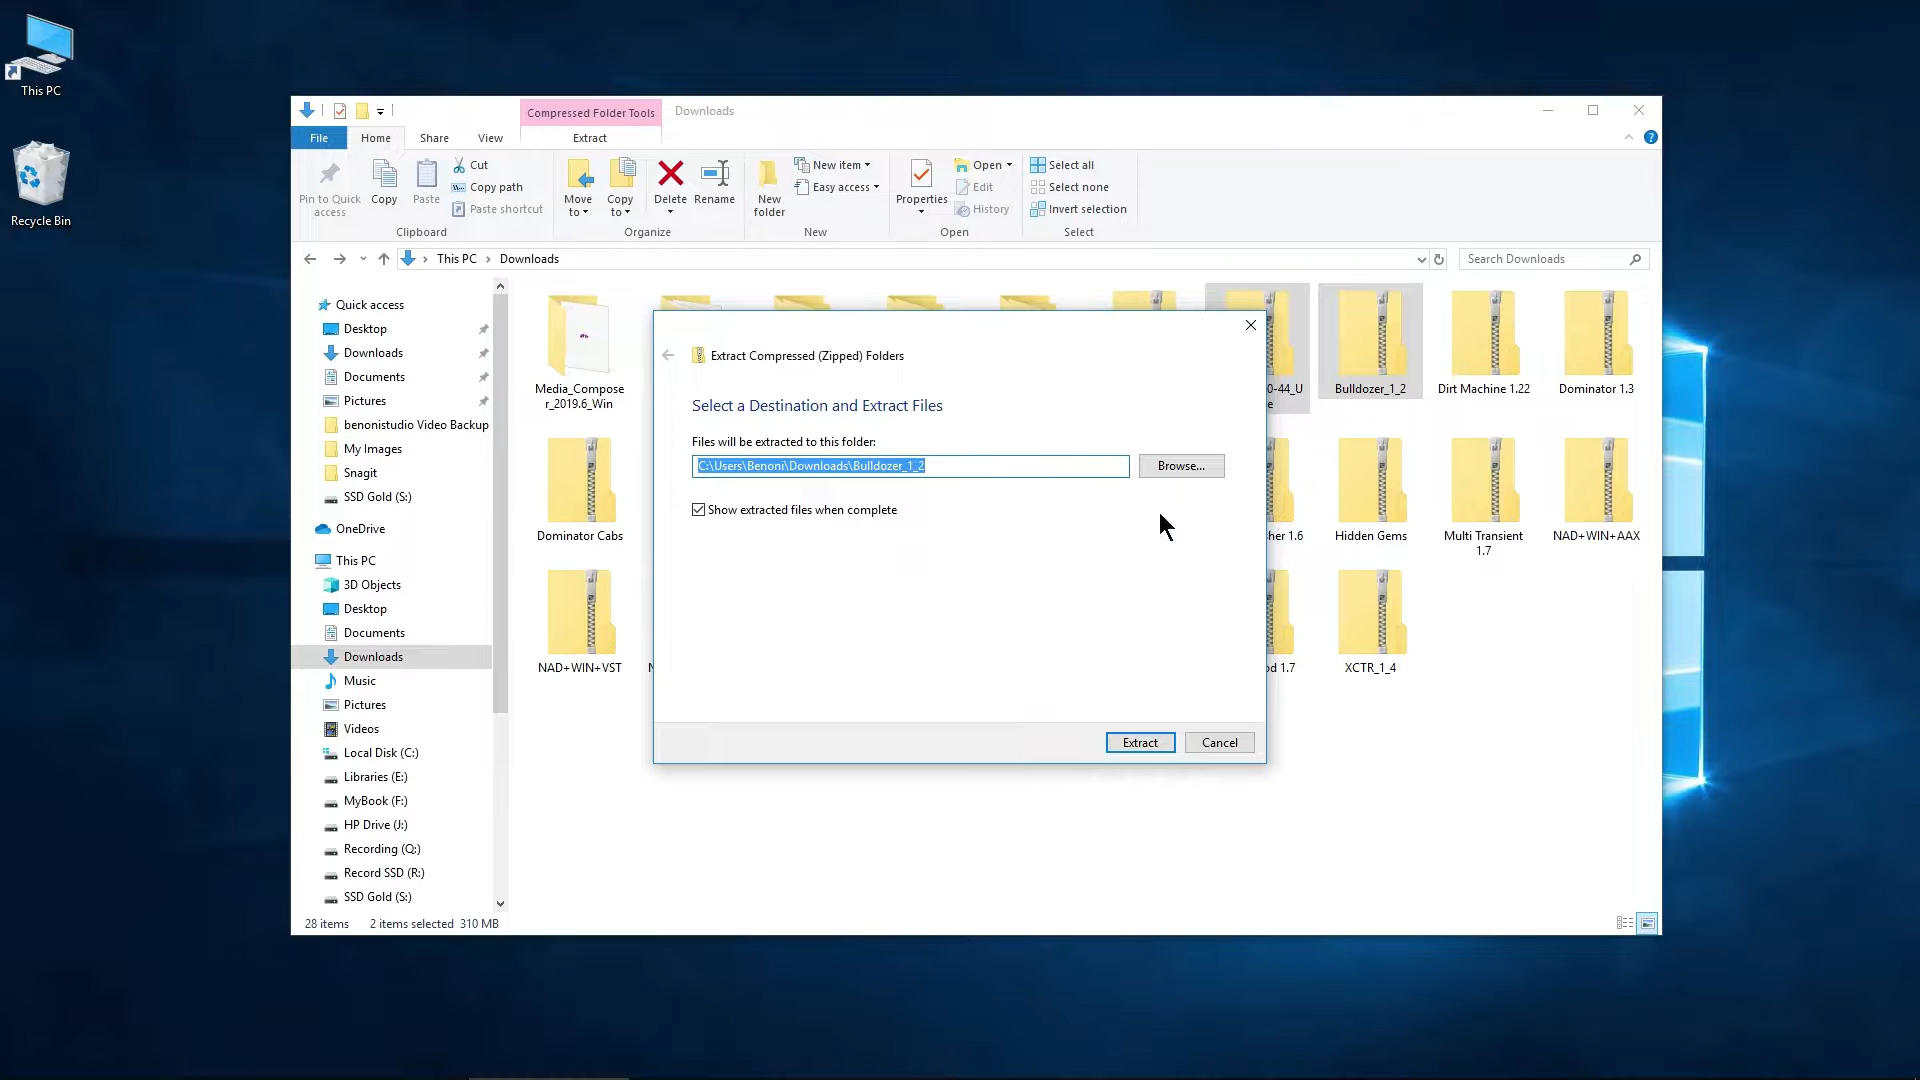 This PC
Recycle Bin
Compressed Folder Tools
Downloads
File
Home
Share
View
Extract
Pin to Quick access
Copy
Paste
Cut
Copy path
Paste shortcut
Move to
Copy to
Delete
Rename
New folder
New item
Easy access
Properties
Open
Edit
History
Select all
Select none
Invert selection
Clipboard
Organize
New
Open
Select
This PC
Downloads
Search Downloads
Quick access
Desktop
Downloads
Documents
Pictures
benonistudio Video Backup
My Images
Snagit
SSD Gold (S:)
OneDrive
This PC
3D Objects
Desktop
Documents
Downloads
Music
Pictures
Videos
Local Disk (C:)
Libraries (E:)
MyBook (F:)
HP Drive (J:)
Recording (Q:)
Record SSD (R:)
SSD Gold (S:)
28 items
2 items selected 310 MB
Media_Compose
r_2019.6_Win
Bulldozer_1_2
Dirt Machine 1.22
Dominator 1.3
Dominator Cabs
Hidden Gems
Multi Transient
1.7
NAD+WIN+AAX
NAD+WIN+VST
XCTR_1_4
Extract Compressed (Zipped) Folders
Select a Destination and Extract Files
Files will be extracted to this folder:
C:\Users\Benoni\Downloads\Bulldozer_1_2
Browse...
Show extracted files when complete
Extract
Cancel